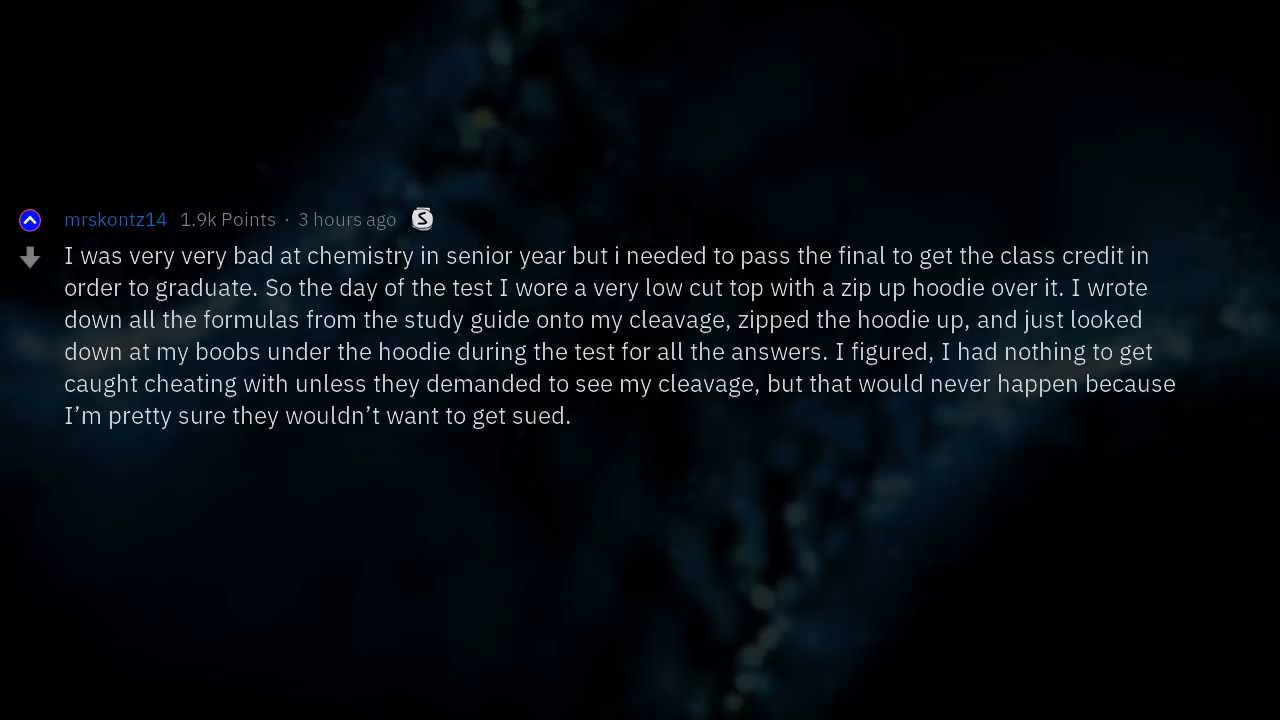 mrskontz14 1.9k Points · 3 hours ago S
I was very very bad at chemistry in senior year but i needed to pass the final to get the class credit in
order to graduate. So the day of the test I wore a very low cut top with a zip up hoodie over it. I wrote
down all the formulas from the study guide onto my cleavage, zipped the hoodie up, and just looked
down at my boobs under the hoodie during the test for all the answers. I figured, I had nothing to get
caught cheating with unless they demanded to see my cleavage, but that would never happen because
I’m pretty sure they wouldn’t want to get sued.